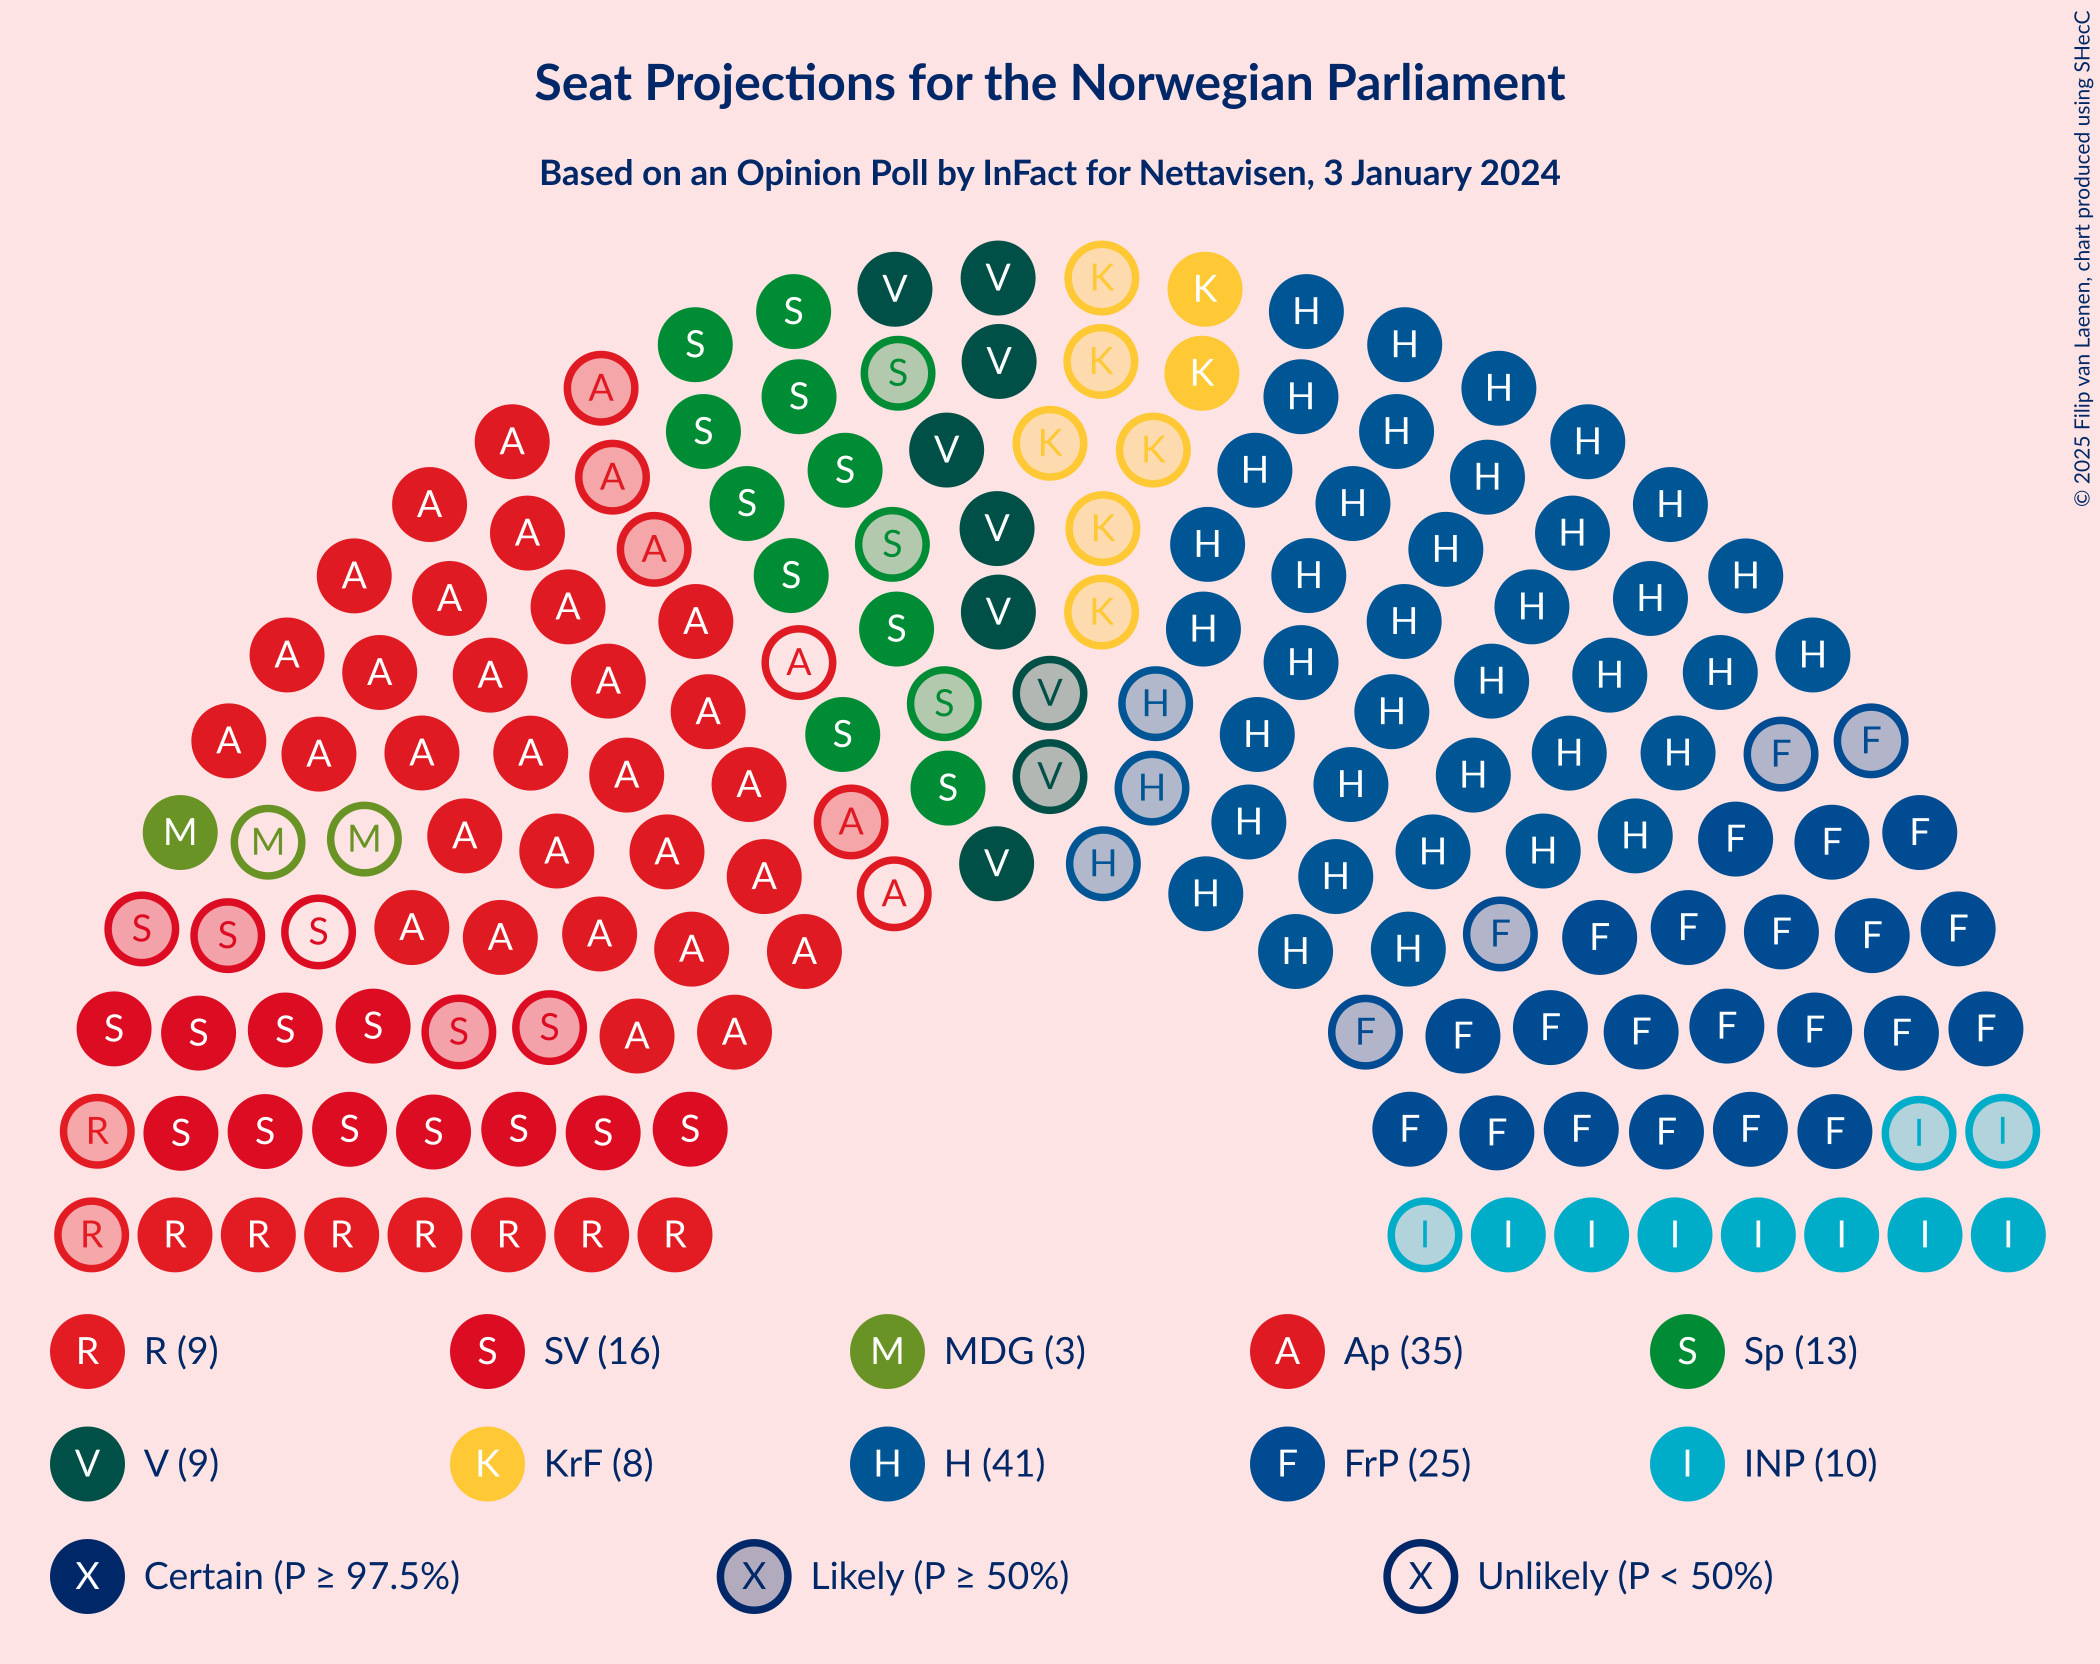 Seat Projections for the Norwegian Parliament
Based on an Opinion Poll by InFact for Nettavisen, 3 January 2024
© 2025 Filip van Laenen, chart produced using SHecC
V V K K
S S H H
S V K K
A S S H H H
A S S V K K H H H H
A A S S H H H H
A A S S V K H H H H
A A A S H H H H
A A A A S V K H H H H H
A A A A A A H H H H H H
A A A A S V H H H H H F F
A A A A A A S V H H H H H H H
M M M A A A A A V H H H H H H F F F
S S S A A A A A A A H H H F F F F F F
S S S S S S A A F F F F F F F F
R S S S S S S S F F F F F F I I
R R R R R R R R I I I I I I I I
R R (9) S SV (16) M MDG (3) A Ap (35) S Sp (13)
V V (9) K KrF (8) H H (41) F FrP (25) I INP (10)
X Certain (P ≥ 97.5%) X Likely (P ≥ 50%) X Unlikely (P < 50%)